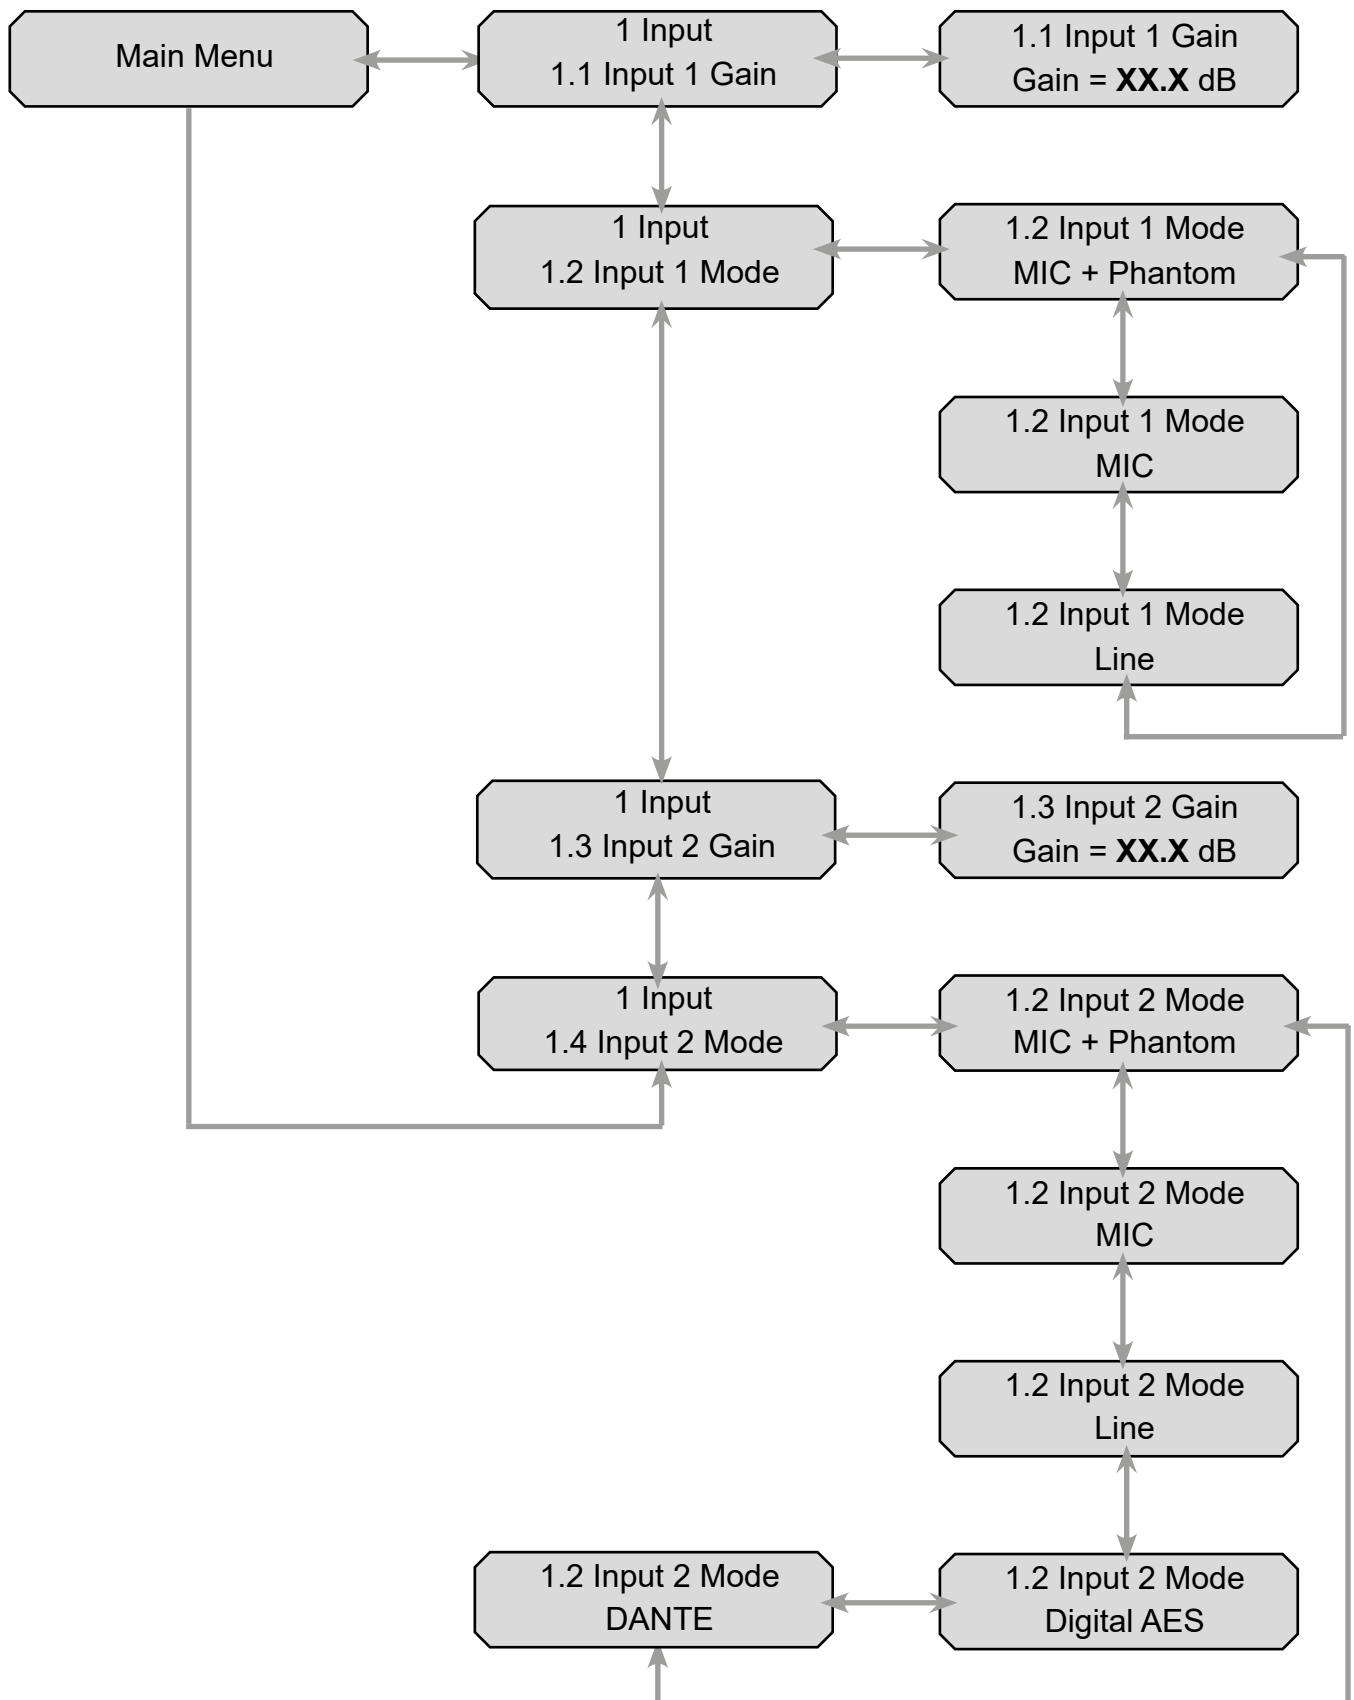 Main Menu
1 Input
1.1 Input 1 Gain
1.1 Input 1 Gain
Gain = XX.X dB
1 Input
1.2 Input 1 Mode
1.2 Input 1 Mode
MIC + Phantom
1.2 Input 1 Mode
MIC
1.2 Input 1 Mode
Line
1 Input
1.3 Input 2 Gain
1.3 Input 2 Gain
Gain = XX.X dB
1 Input
1.4 Input 2 Mode
1.2 Input 2 Mode
MIC + Phantom
1.2 Input 2 Mode
MIC
1.2 Input 2 Mode
Line
1.2 Input 2 Mode
DANTE
1.2 Input 2 Mode
Digital AES